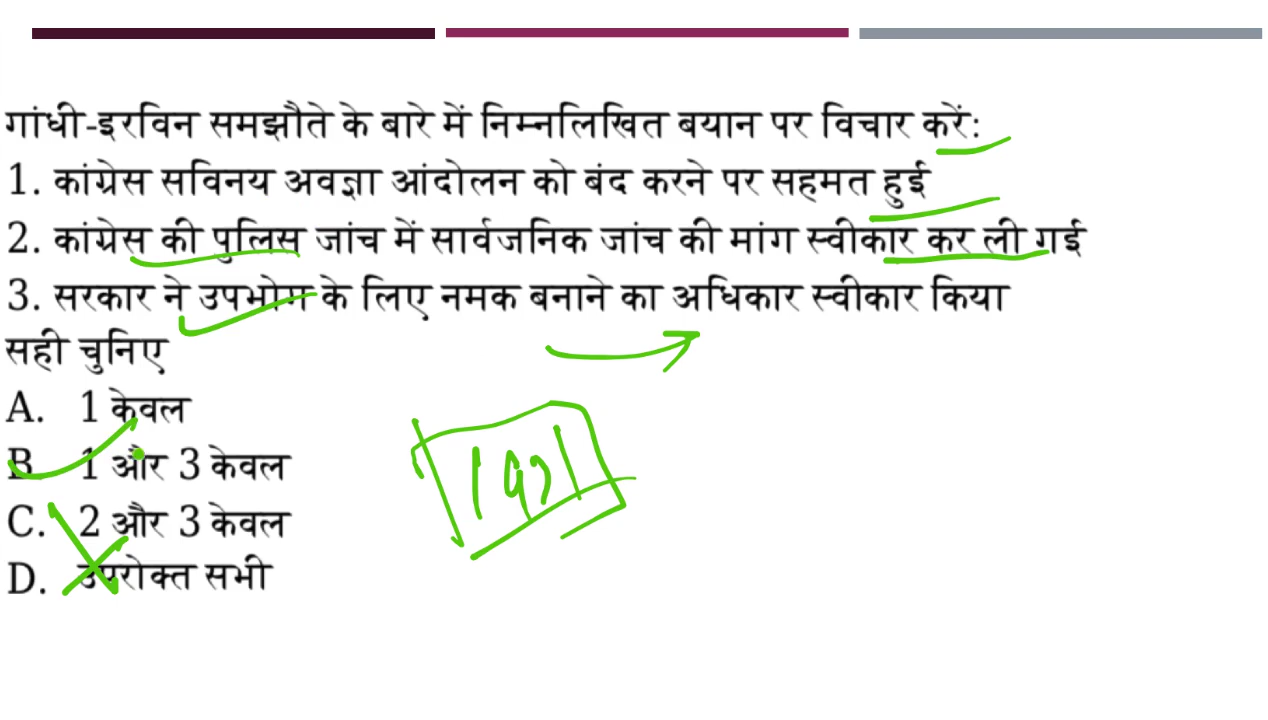 गांधी-इरविन समझौते के बारे में निम्नलिखित बयान पर विचार करें:
1. कांग्रेस सविनय अवज्ञा आंदोलन को बंद करने पर सहमत हुई
2. कांग्रेस की पुलिस जांच में सार्वजनिक जांच की मांग स्वीकार कर ली गई
3. सरकार ने उपभोग के लिए नमक बनाने का अधिकार स्वीकार किया
सही चुनिए
A. 1 केवल
B 1 और 3 केवल
C. 2 और 3 केवल
D. उपरोक्त सभी
1931